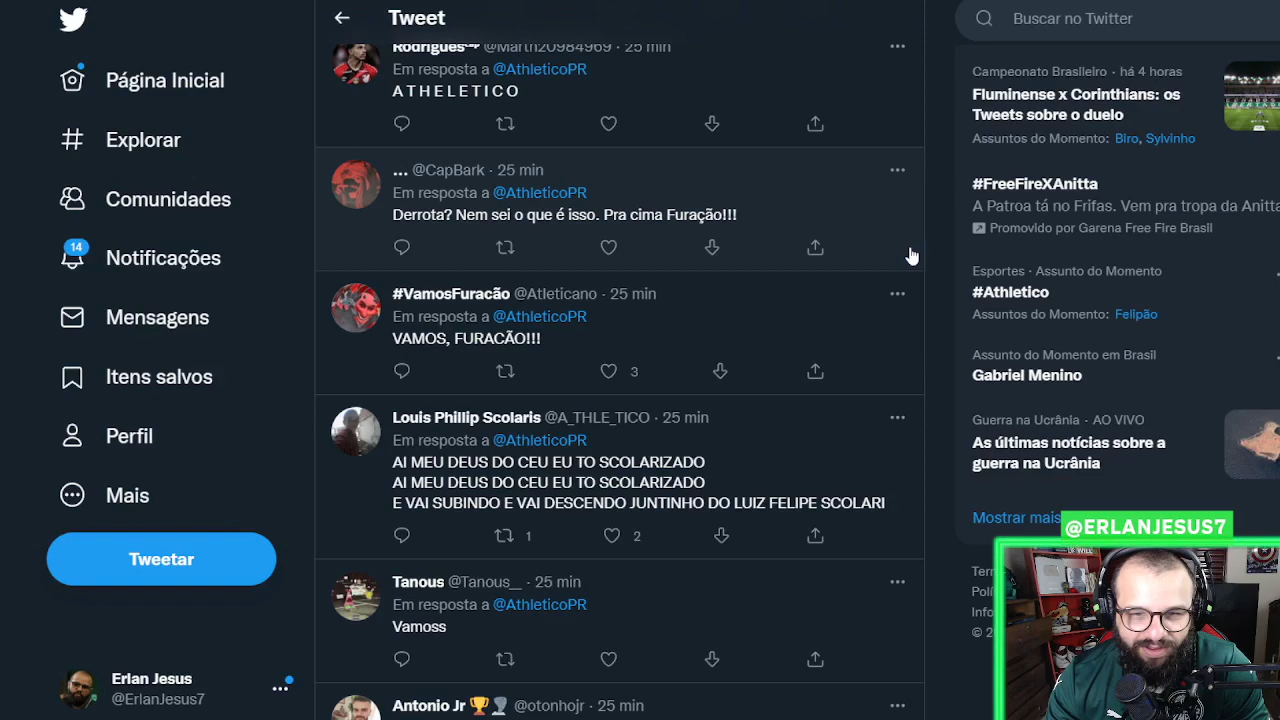 Tweet
Buscar no Twitter
Página Inicial
Explorar
Comunidades
14
Notificações
Mensagens
Itens salvos
Perfil
Mais
Tweetar
Erlan Jesus
@ErlanJesus7
Rodrigues @Marth20984969 · 25 min
Em resposta a @AthleticoPR
A T H E L E T I C O
... @CapBark · 25 min
Em resposta a @AthleticoPR
Derrota? Nem sei o que é isso. Pra cima Furação!!!
#VamosFuracão @Atleticano · 25 min
Em resposta a @AthleticoPR
VAMOS, FURACÃO!!!
3
Louis Phillip Scolaris @A_THLE_TICO · 25 min
Em resposta a @AthleticoPR
AI MEU DEUS DO CEU EU TO SCOLARIZADO
AI MEU DEUS DO CEU EU TO SCOLARIZADO
E VAI SUBINDO E VAI DESCENDO JUNTINHO DO LUIZ FELIPE SCOLARI
1 2
Tanous @Tanous__ · 25 min
Em resposta a @AthleticoPR
Vamoss
Antonio Jr @otonhojr · 25 min
Campeonato Brasileiro · há 4 horas
Fluminense x Corinthians: os
Tweets sobre o duelo
Assuntos do Momento: Biro, Sylvinho
#FreeFireXAnitta
A Patroa tá no Frifas. Vem pra tropa da Anitta
Promovido por Garena Free Fire Brasil
Esportes · Assunto do Momento
#Athletico
Assuntos do Momento: Felipão
Assunto do Momento em Brasil
Gabriel Menino
Guerra na Ucrânia · AO VIVO
As últimas notícias sobre a
guerra na Ucrânia
Mostrar mais
@ERLANJESUS7